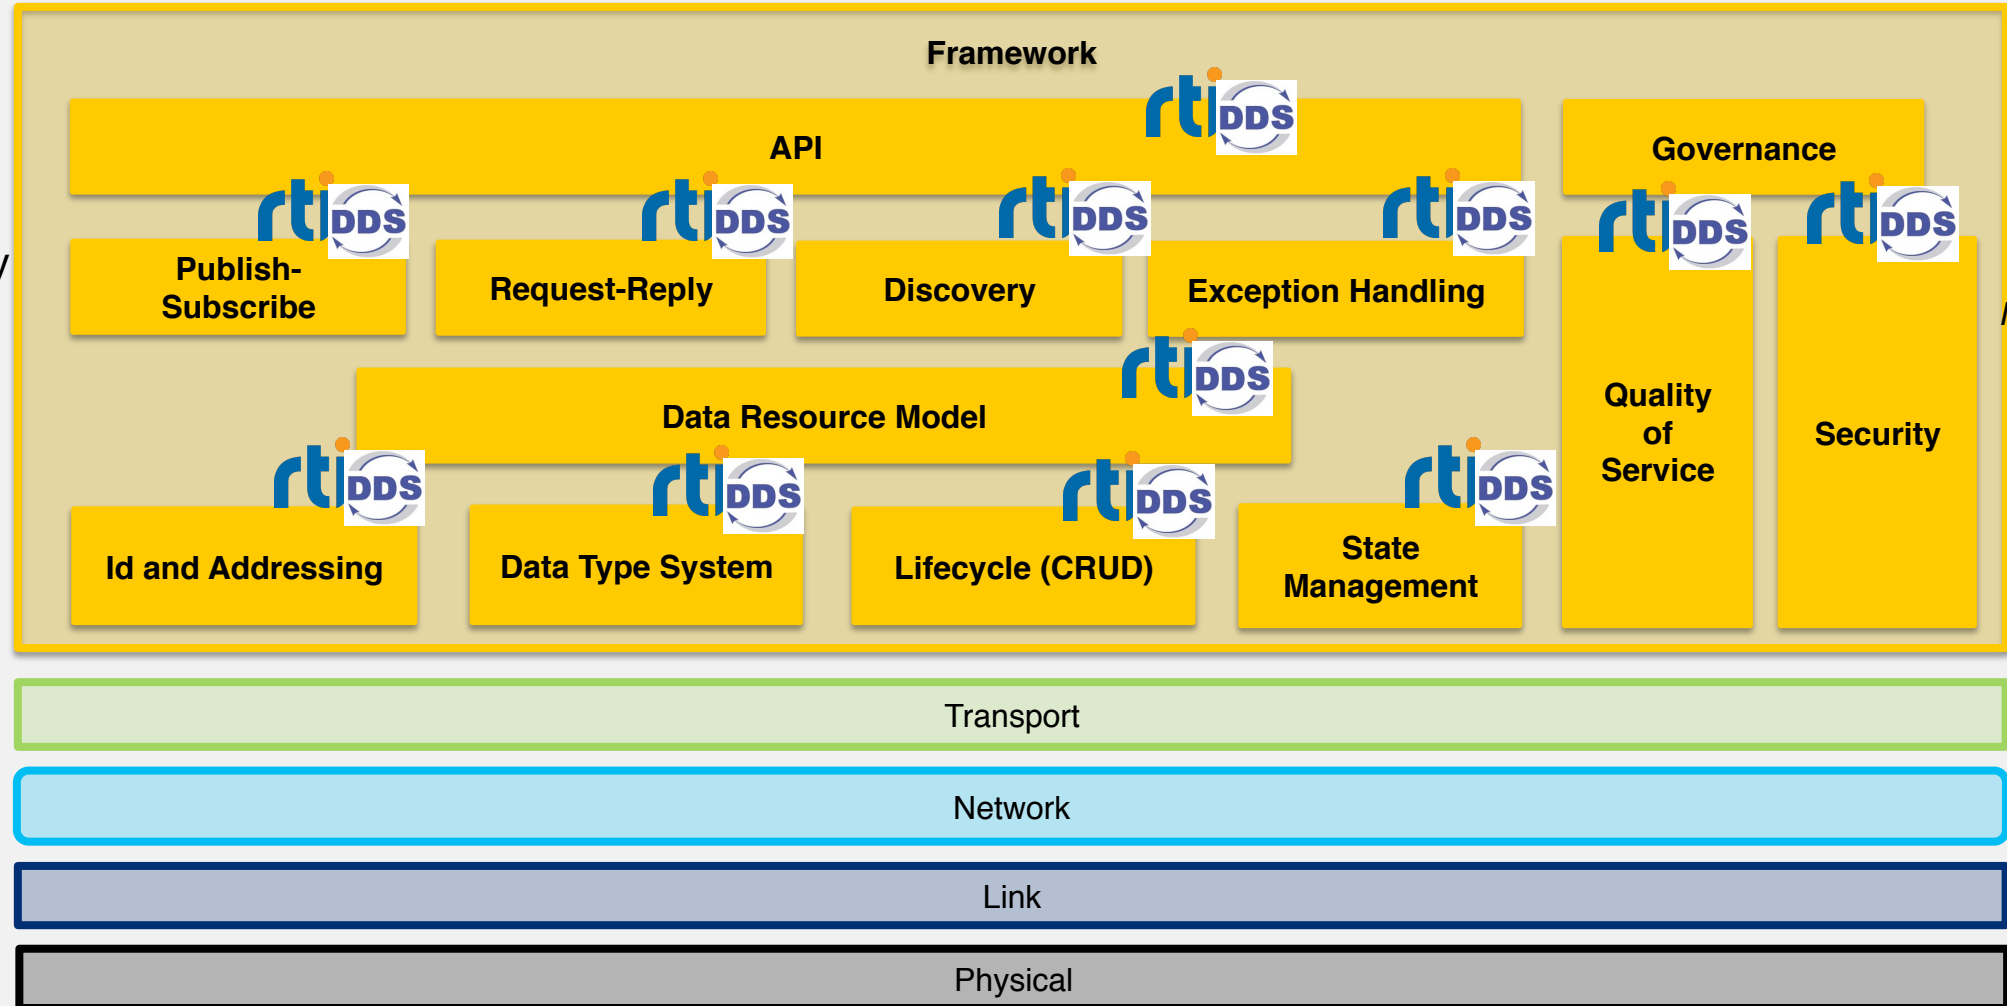 Framework
rti DDS
API
Governance
rti DDS
rti DDS
rti DDS
rti DDS
rti DDS
rti DDS
Publish-
Subscribe
Request-Reply
Discovery
Exception Handling
rti DDS
Data Resource Model
Quality
of
Service
Security
rti DDS
rti DDS
rti DDS
rti DDS
Id and Addressing
Data Type System
Lifecycle (CRUD)
State
Management
Transport
Network
Link
Physical